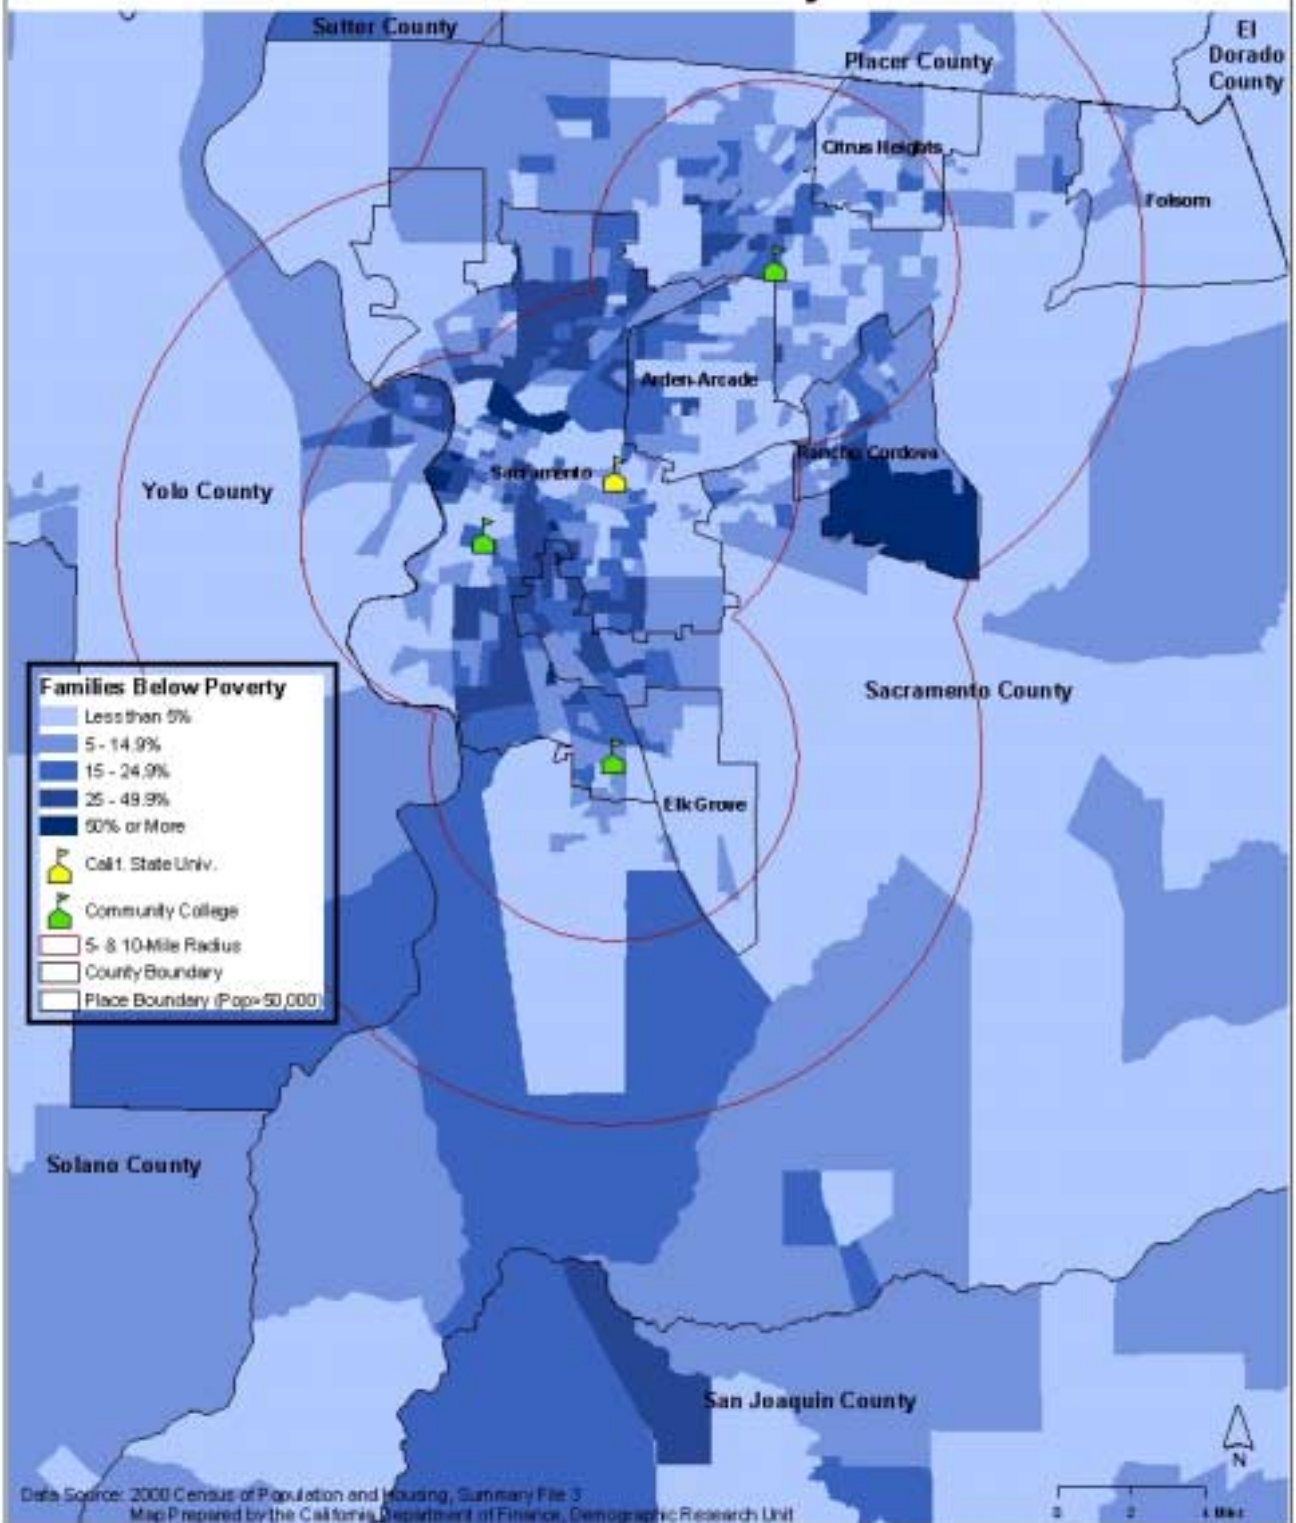 Sutter County
El
Dorado
County
Placer County
Citrus Heights
Folsom
Arden-Arcade
Rancho Cordova
Sacramento
Yolo County
Sacramento County
Families Below Poverty
Less than 5%
5 - 14.9%
15 - 24.9%
25 - 49.9%
50% or More
Calif. State Univ.
Community College
5- & 10-Mile Radius
County Boundary
Place Boundary (Pop>50,000)
Elk Grove
Solano County
San Joaquin County
N
0 2 4 Miles
Data Source: 2000 Census of Population and Housing, Summary File 3
Map Prepared by the California Department of Finance, Demographic Research Unit